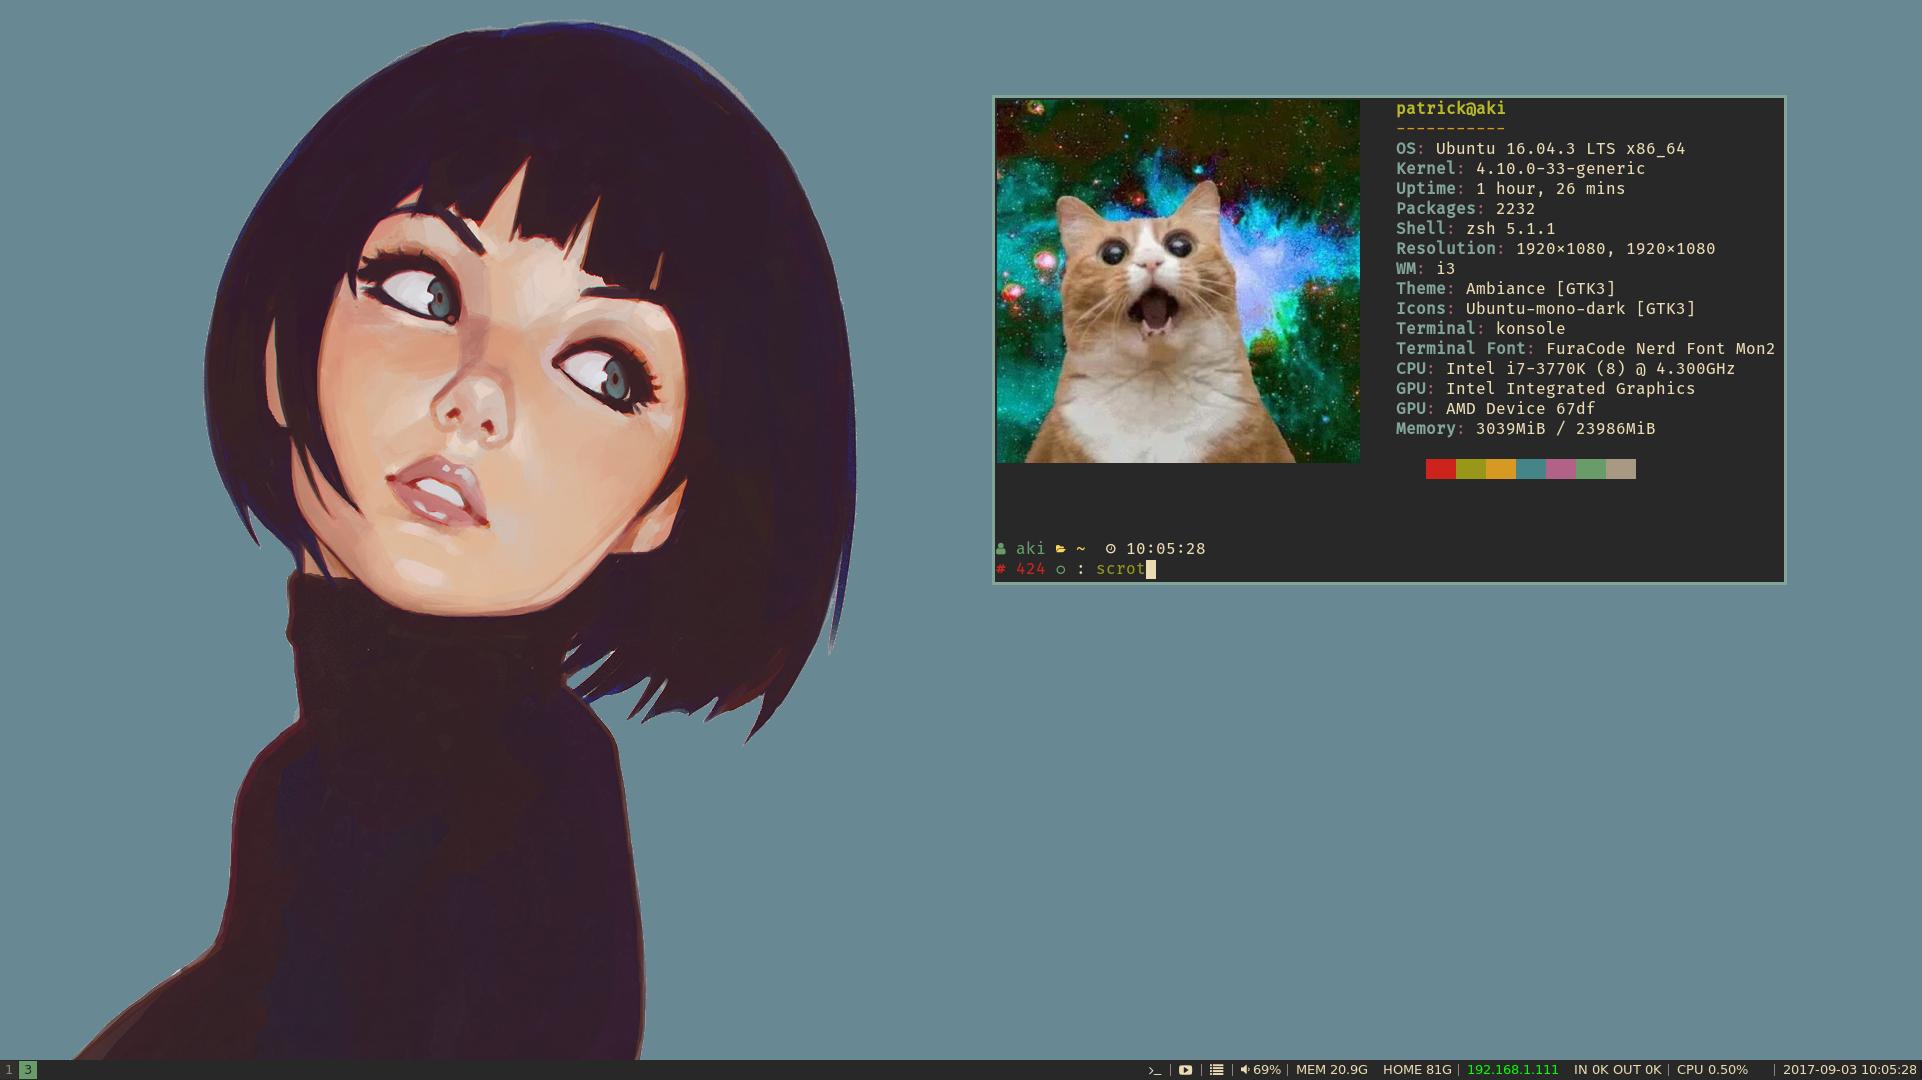 patrick@aki
-----------
OS: Ubuntu 16.04.3 LTS x86_64
Kernel: 4.10.0-33-generic
Uptime: 1 hour, 26 mins
Packages: 2232
Shell: zsh 5.1.1
Resolution: 1920×1080, 1920×1080
WM: i3
Theme: Ambiance [GTK3]
Icons: Ubuntu-mono-dark [GTK3]
Terminal: konsole
Terminal Font: FuraCode Nerd Font Mon2
CPU: Intel i7-3770K (8) @ 4.300GHz
GPU: Intel Integrated Graphics
GPU: AMD Device 67df
Memory: 3039MiB / 23986MiB
aki ~ 10:05:28
# 424 ○ : scrot
1 3 >_ | | | 69% | MEM 20.9G HOME 81G | 192.168.1.111 IN 0K OUT 0K | CPU 0.50% | 2017-09-03 10:05:28